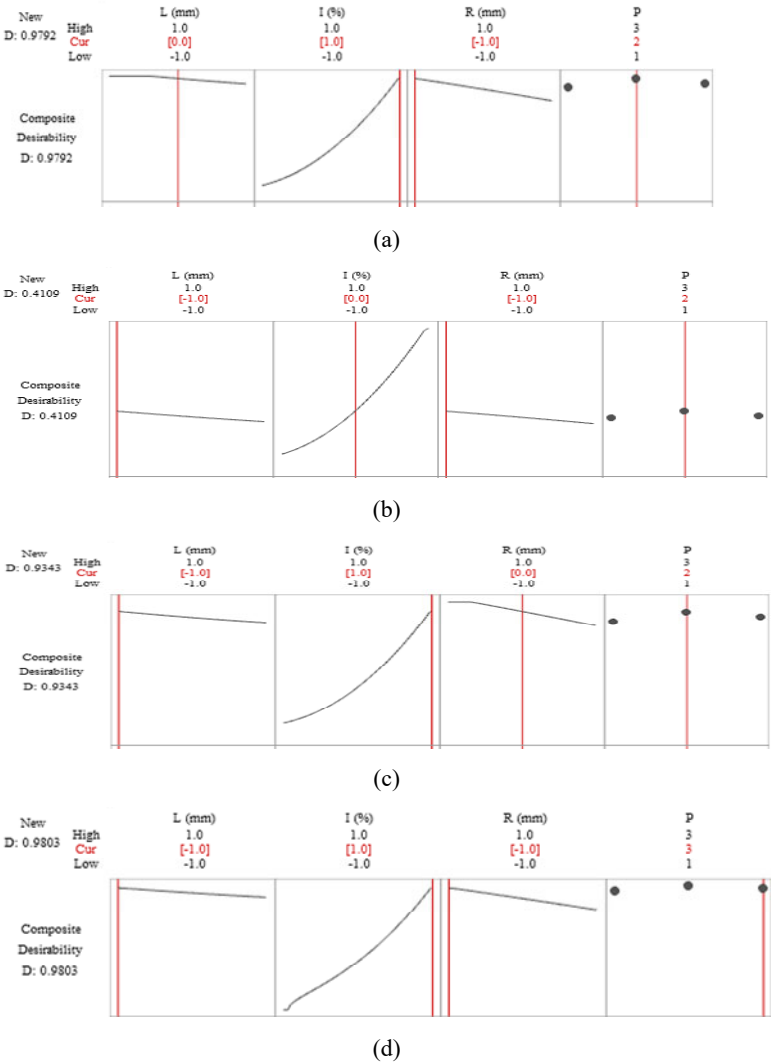 New
D: 0.9792
High
Cur
Low
L (mm)
1.0
[0.0]
-1.0
I (%)
1.0
[1.0]
-1.0
R (mm)
1.0
[-1.0]
-1.0
P
3
2
1
Composite
Desirability
D: 0.9792
(a)
New
D: 0.4109
High
Cur
Low
L (mm)
1.0
[-1.0]
-1.0
I (%)
1.0
[0.0]
-1.0
R (mm)
1.0
[-1.0]
-1.0
P
3
2
1
Composite
Desirability
D: 0.4109
(b)
New
D: 0.9343
High
Cur
Low
L (mm)
1.0
[-1.0]
-1.0
I (%)
1.0
[1.0]
-1.0
R (mm)
1.0
[0.0]
-1.0
P
3
2
1
Composite
Desirability
D: 0.9343
(c)
New
D: 0.9803
High
Cur
Low
L (mm)
1.0
[-1.0]
-1.0
I (%)
1.0
[1.0]
-1.0
R (mm)
1.0
[-1.0]
-1.0
P
3
3
1
Composite
Desirability
D: 0.9803
(d)